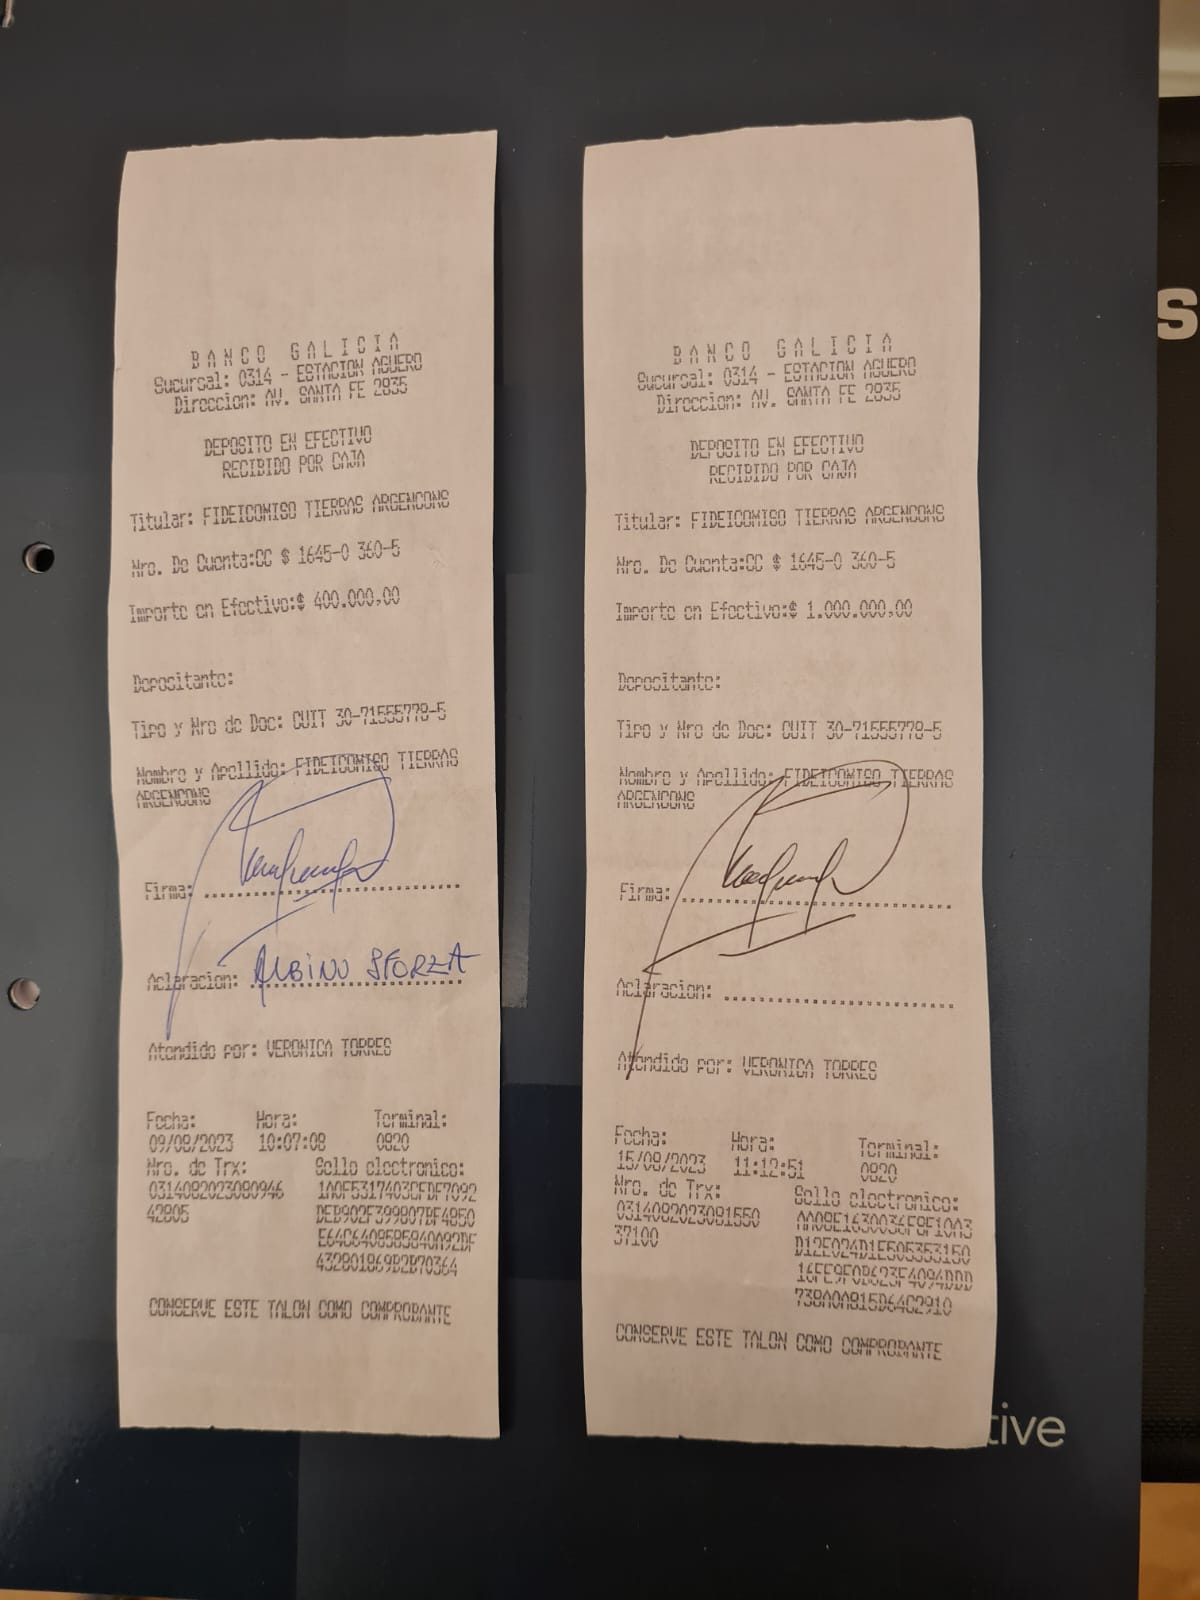 BANCO GALICIA
Sucursal: 0314 - ESTACION AGUERO
Direccion: AV. SANTA FE 2835
DEPOSITO EN EFECTIVO
RECIBIDO POR CAJA
Titular: FIDEICOMISO TIERRAS ARGENCONS
Nro. De Cuenta:CC $ 1645-0 360-5
Importe en Efectivo:$ 400.000,00
Depositante:
Tipo y Nro de Doc: CUIT 30-71555778-5
Nombre y Apellido: FIDEICOMISO TIERRAS
ARGENCONS
Firma:
Aclaracion: ALBINO SFORZA
Atendido por: VERONICA TORRES
Fecha: Hora: Terminal:
09/08/2023 10:07:08 0820
Nro. de Trx: Sello electronico:
0314082023080946
42805
CONSERVE ESTE TALON COMO COMPROBANTE
BANCO GALICIA
Sucursal: 0314 - ESTACION AGUERO
Direccion: AV. SANTA FE 2835
DEPOSITO EN EFECTIVO
RECIBIDO POR CAJA
Titular: FIDEICOMISO TIERRAS ARGENCONS
Nro. De Cuenta:CC $ 1645-0 360-5
Importe en Efectivo:$ 1.000.000,00
Depositante:
Tipo y Nro de Doc: CUIT 30-71555778-5
Nombre y Apellido: FIDEICOMISO TIERRAS
ARGENCONS
Firma:
Aclaracion:
Atendido por: VERONICA TORRES
Fecha: Hora: Terminal:
15/08/2023 11:12:51 0820
Nro. de Trx: Sello electronico:
0314082023081550
37100
CONSERVE ESTE TALON COMO COMPROBANTE
S
tive